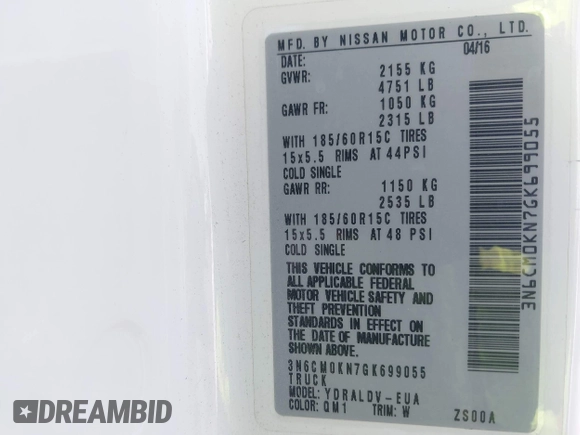 MFD. BY NISSAN MOTOR CO., LTD.
DATE: 04/16
GVWR: 2155 KG
4751 LB
GAWR FR: 1050 KG
2315 LB
WITH 185/60R15C TIRES
15x5.5 RIMS AT 44PSI
COLD SINGLE
GAWR RR: 1150 KG
2535 LB
WITH 185/60R15C TIRES
15x5.5 RIMS AT 48 PSI
COLD SINGLE
THIS VEHICLE CONFORMS TO
ALL APPLICABLE FEDERAL
MOTOR VEHICLE SAFETY AND
THEFT PREVENTION
STANDARDS IN EFFECT ON
THE DATE OF MANUFACTURE
SHOWN ABOVE.
3N6CM0KN7GK699055
TRUCK
MODEL: YDRALDV-EUA
COLOR: QM1 TRIM: W ZS00A
3N6CM0KN7GK699055
DREAMBID
dreambid.com